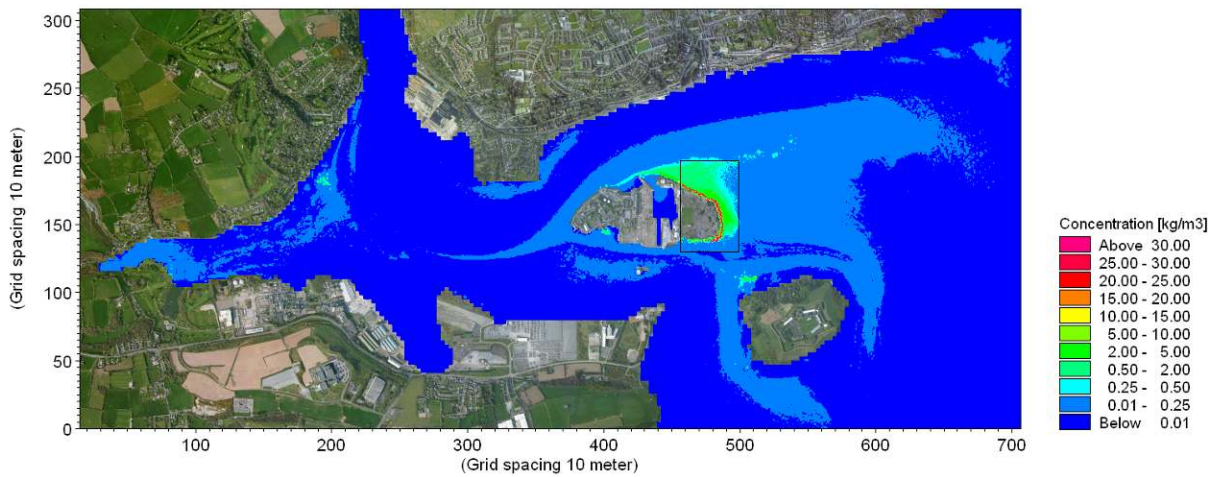 300
250
200
150
100
50
0
(Grid spacing 10 meter)
100
200
300
400
500
600
700
(Grid spacing 10 meter)
Concentration [kg/m3]
Above 30.00
25.00 - 30.00
20.00 - 25.00
15.00 - 20.00
10.00 - 15.00
5.00 - 10.00
2.00 - 5.00
0.50 - 2.00
0.25 - 0.50
0.01 - 0.25
Below 0.01